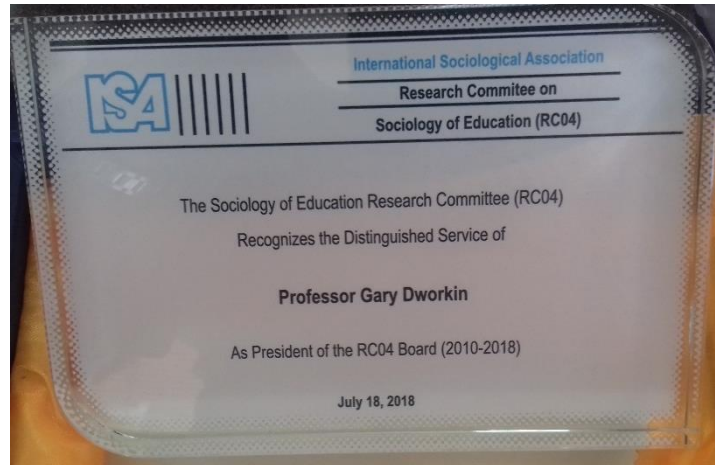 ISA
International Sociological Association
Research Commitee on
Sociology of Education (RC04)
The Sociology of Education Research Committee (RC04)
Recognizes the Distinguished Service of
Professor Gary Dworkin
As President of the RC04 Board (2010-2018)
July 18, 2018